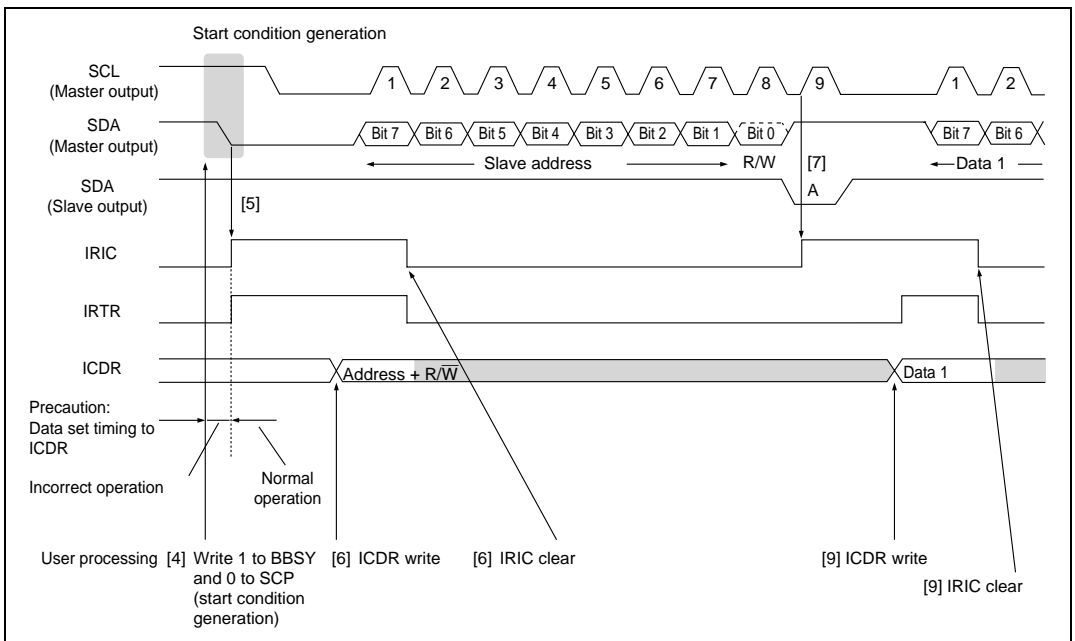 Start condition generation
SCL
(Master output)
1 2 3 4 5 6 7 8 9 1 2
SDA
(Master output)
Bit 7 Bit 6 Bit 5 Bit 4 Bit 3 Bit 2 Bit 1 Bit 0 Bit 7 Bit 6
Slave address R/W [7] Data 1
SDA
(Slave output)
[5]
A
IRIC
IRTR
ICDR
Address + R/W̅ Data 1
Precaution:
Data set timing to
ICDR
Incorrect operation
Normal
operation
User processing [4] Write 1 to BBSY
and 0 to SCP
(start condition
generation)
[6] ICDR write [6] IRIC clear [9] ICDR write
[9] IRIC clear